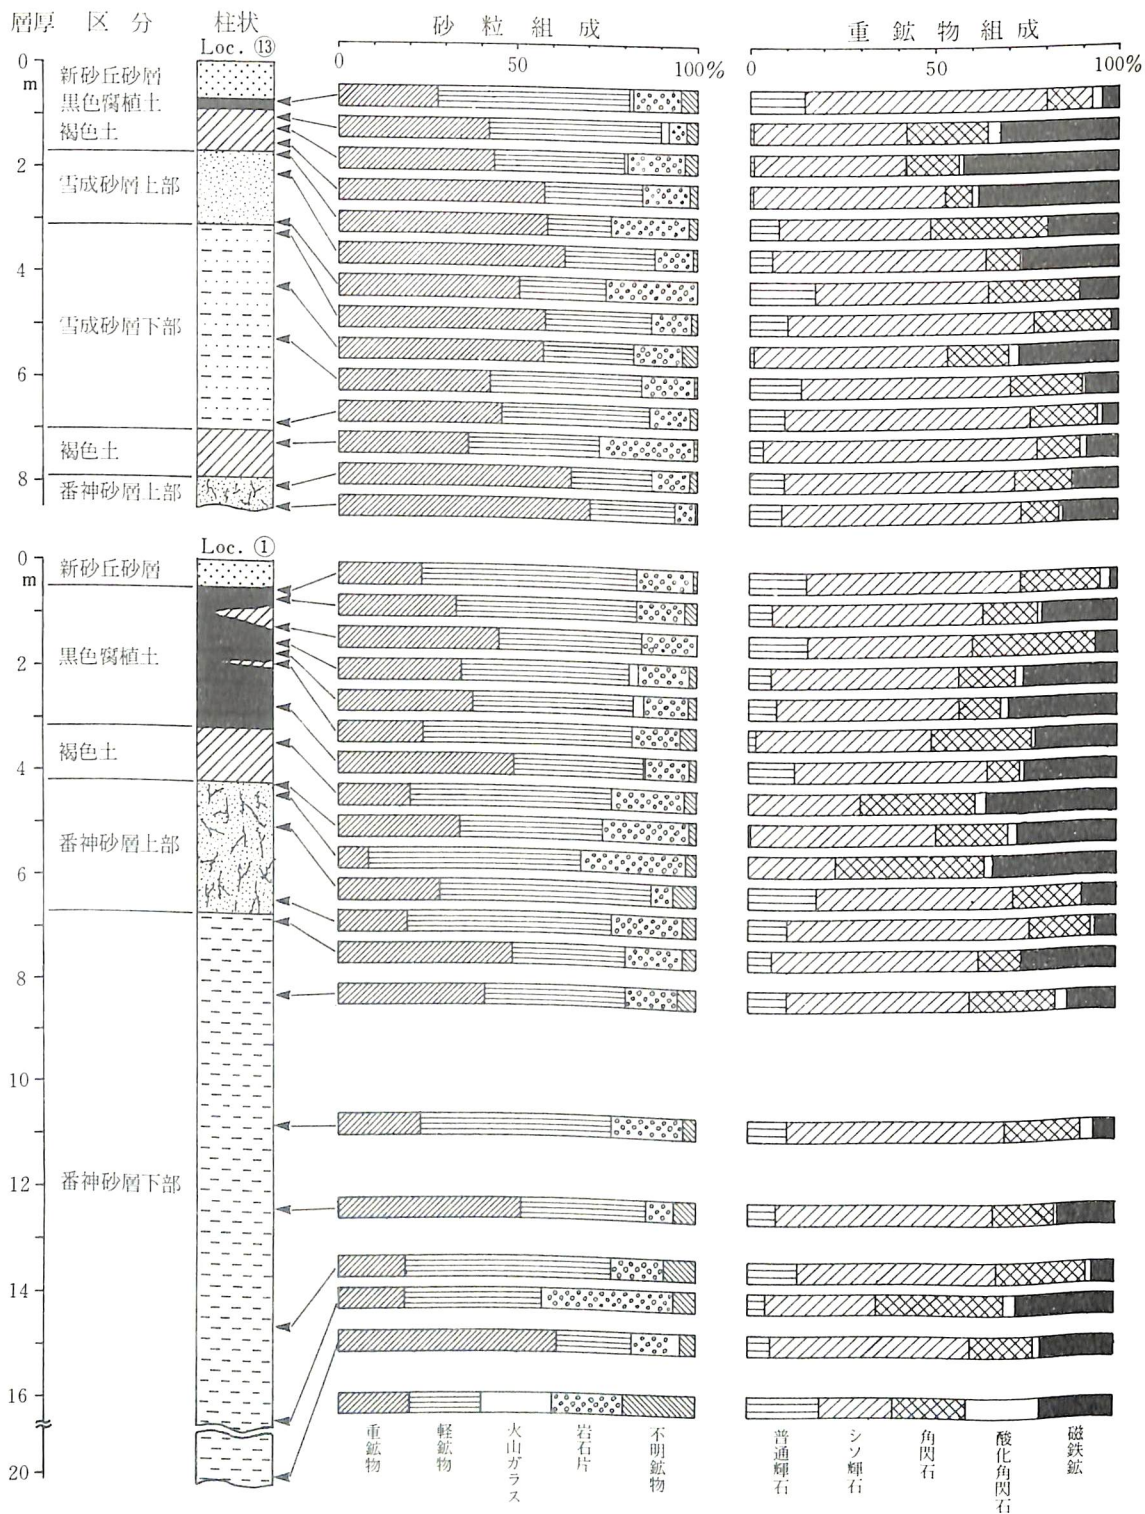 層厚 区分 柱状 砂粒組成 重鉱物組成
Loc. ⑬
0 50 100%
0 50 100%
0
m
新砂丘砂層
黒色腐植土
褐色土
2
雪成砂層上部
4
雪成砂層下部
6
褐色土
8
番神砂層上部
Loc. ①
0
m
新砂丘砂層
2
黒色腐植土
褐色土
4
番神砂層上部
6
8
10
12
番神砂層下部
14
16
20
重鉱物
軽鉱物
火山ガラス
岩石片
不明鉱物
普通輝石
シソ輝石
角閃石
酸化角閃石
磁鉄鉱